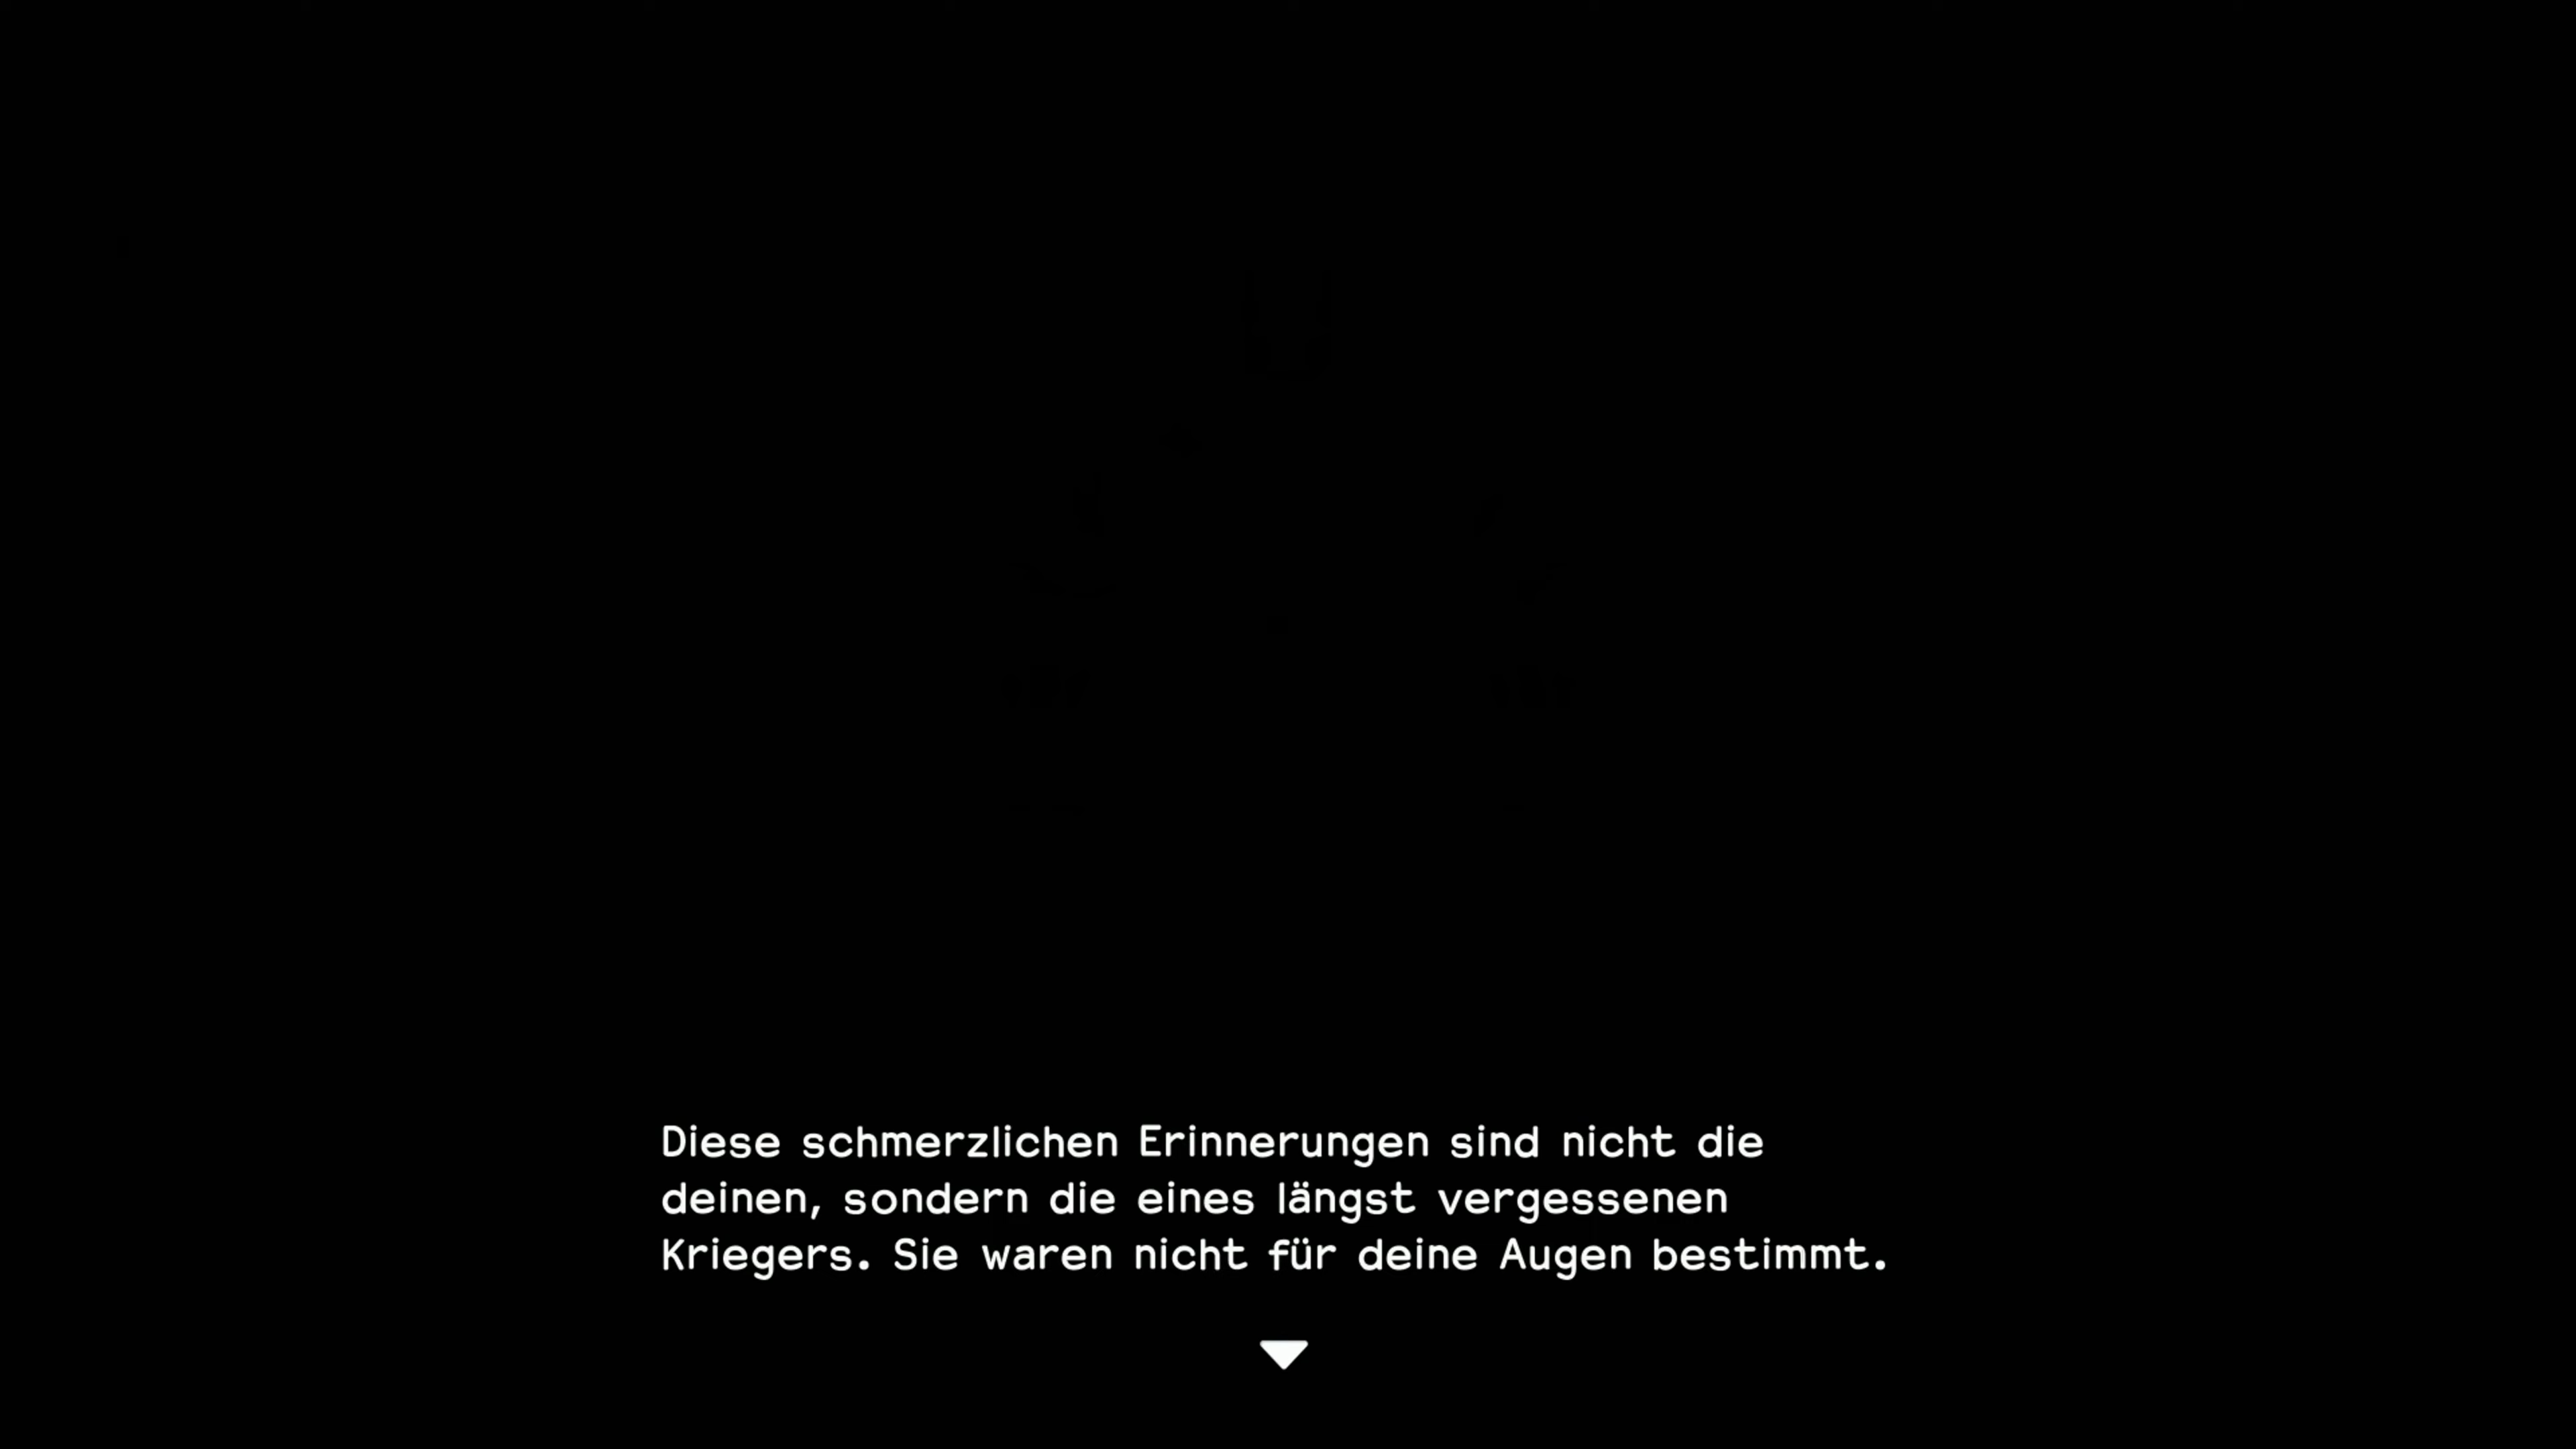 Diese schmerzlichen Erinnerungen sind nicht die
deinen, sondern die eines längst vergessenen
Kriegers. Sie waren nicht für deine Augen bestimmt.